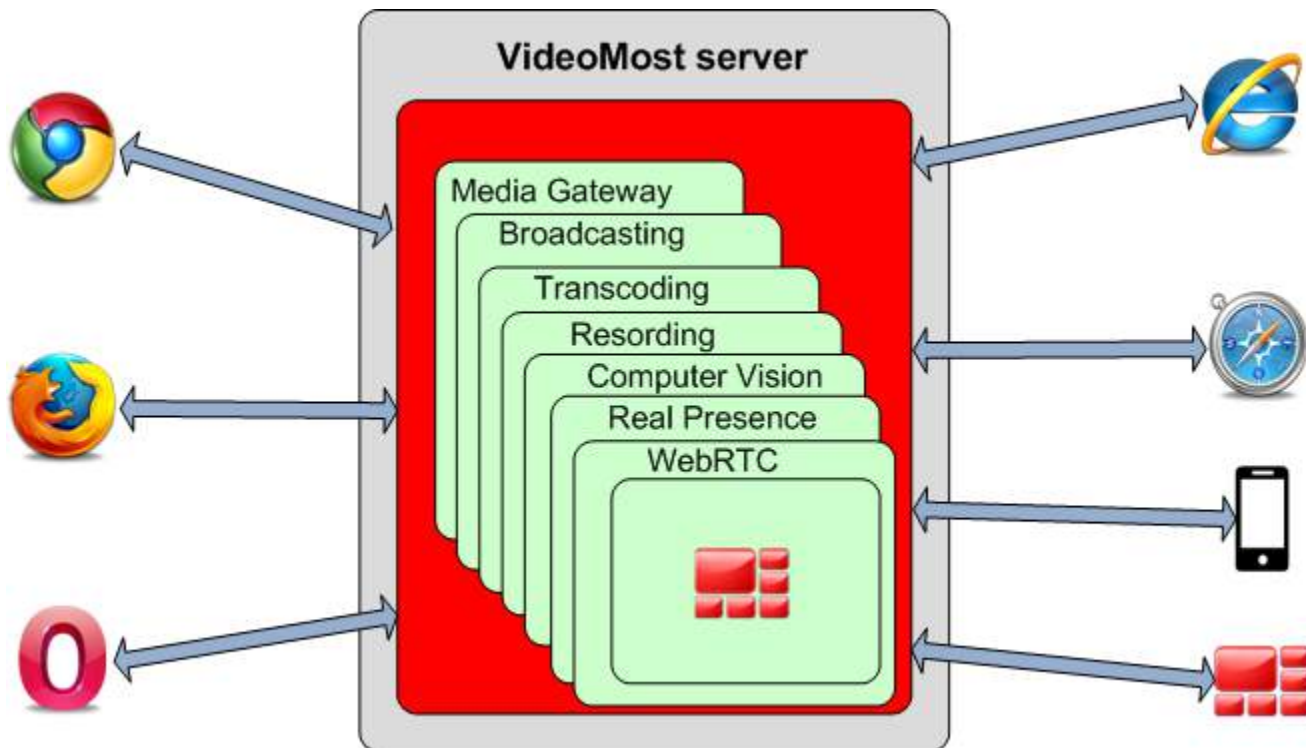 VideoMost server
Media Gateway
Broadcasting
Transcoding
Resording
Computer Vision
Real Presence
WebRTC